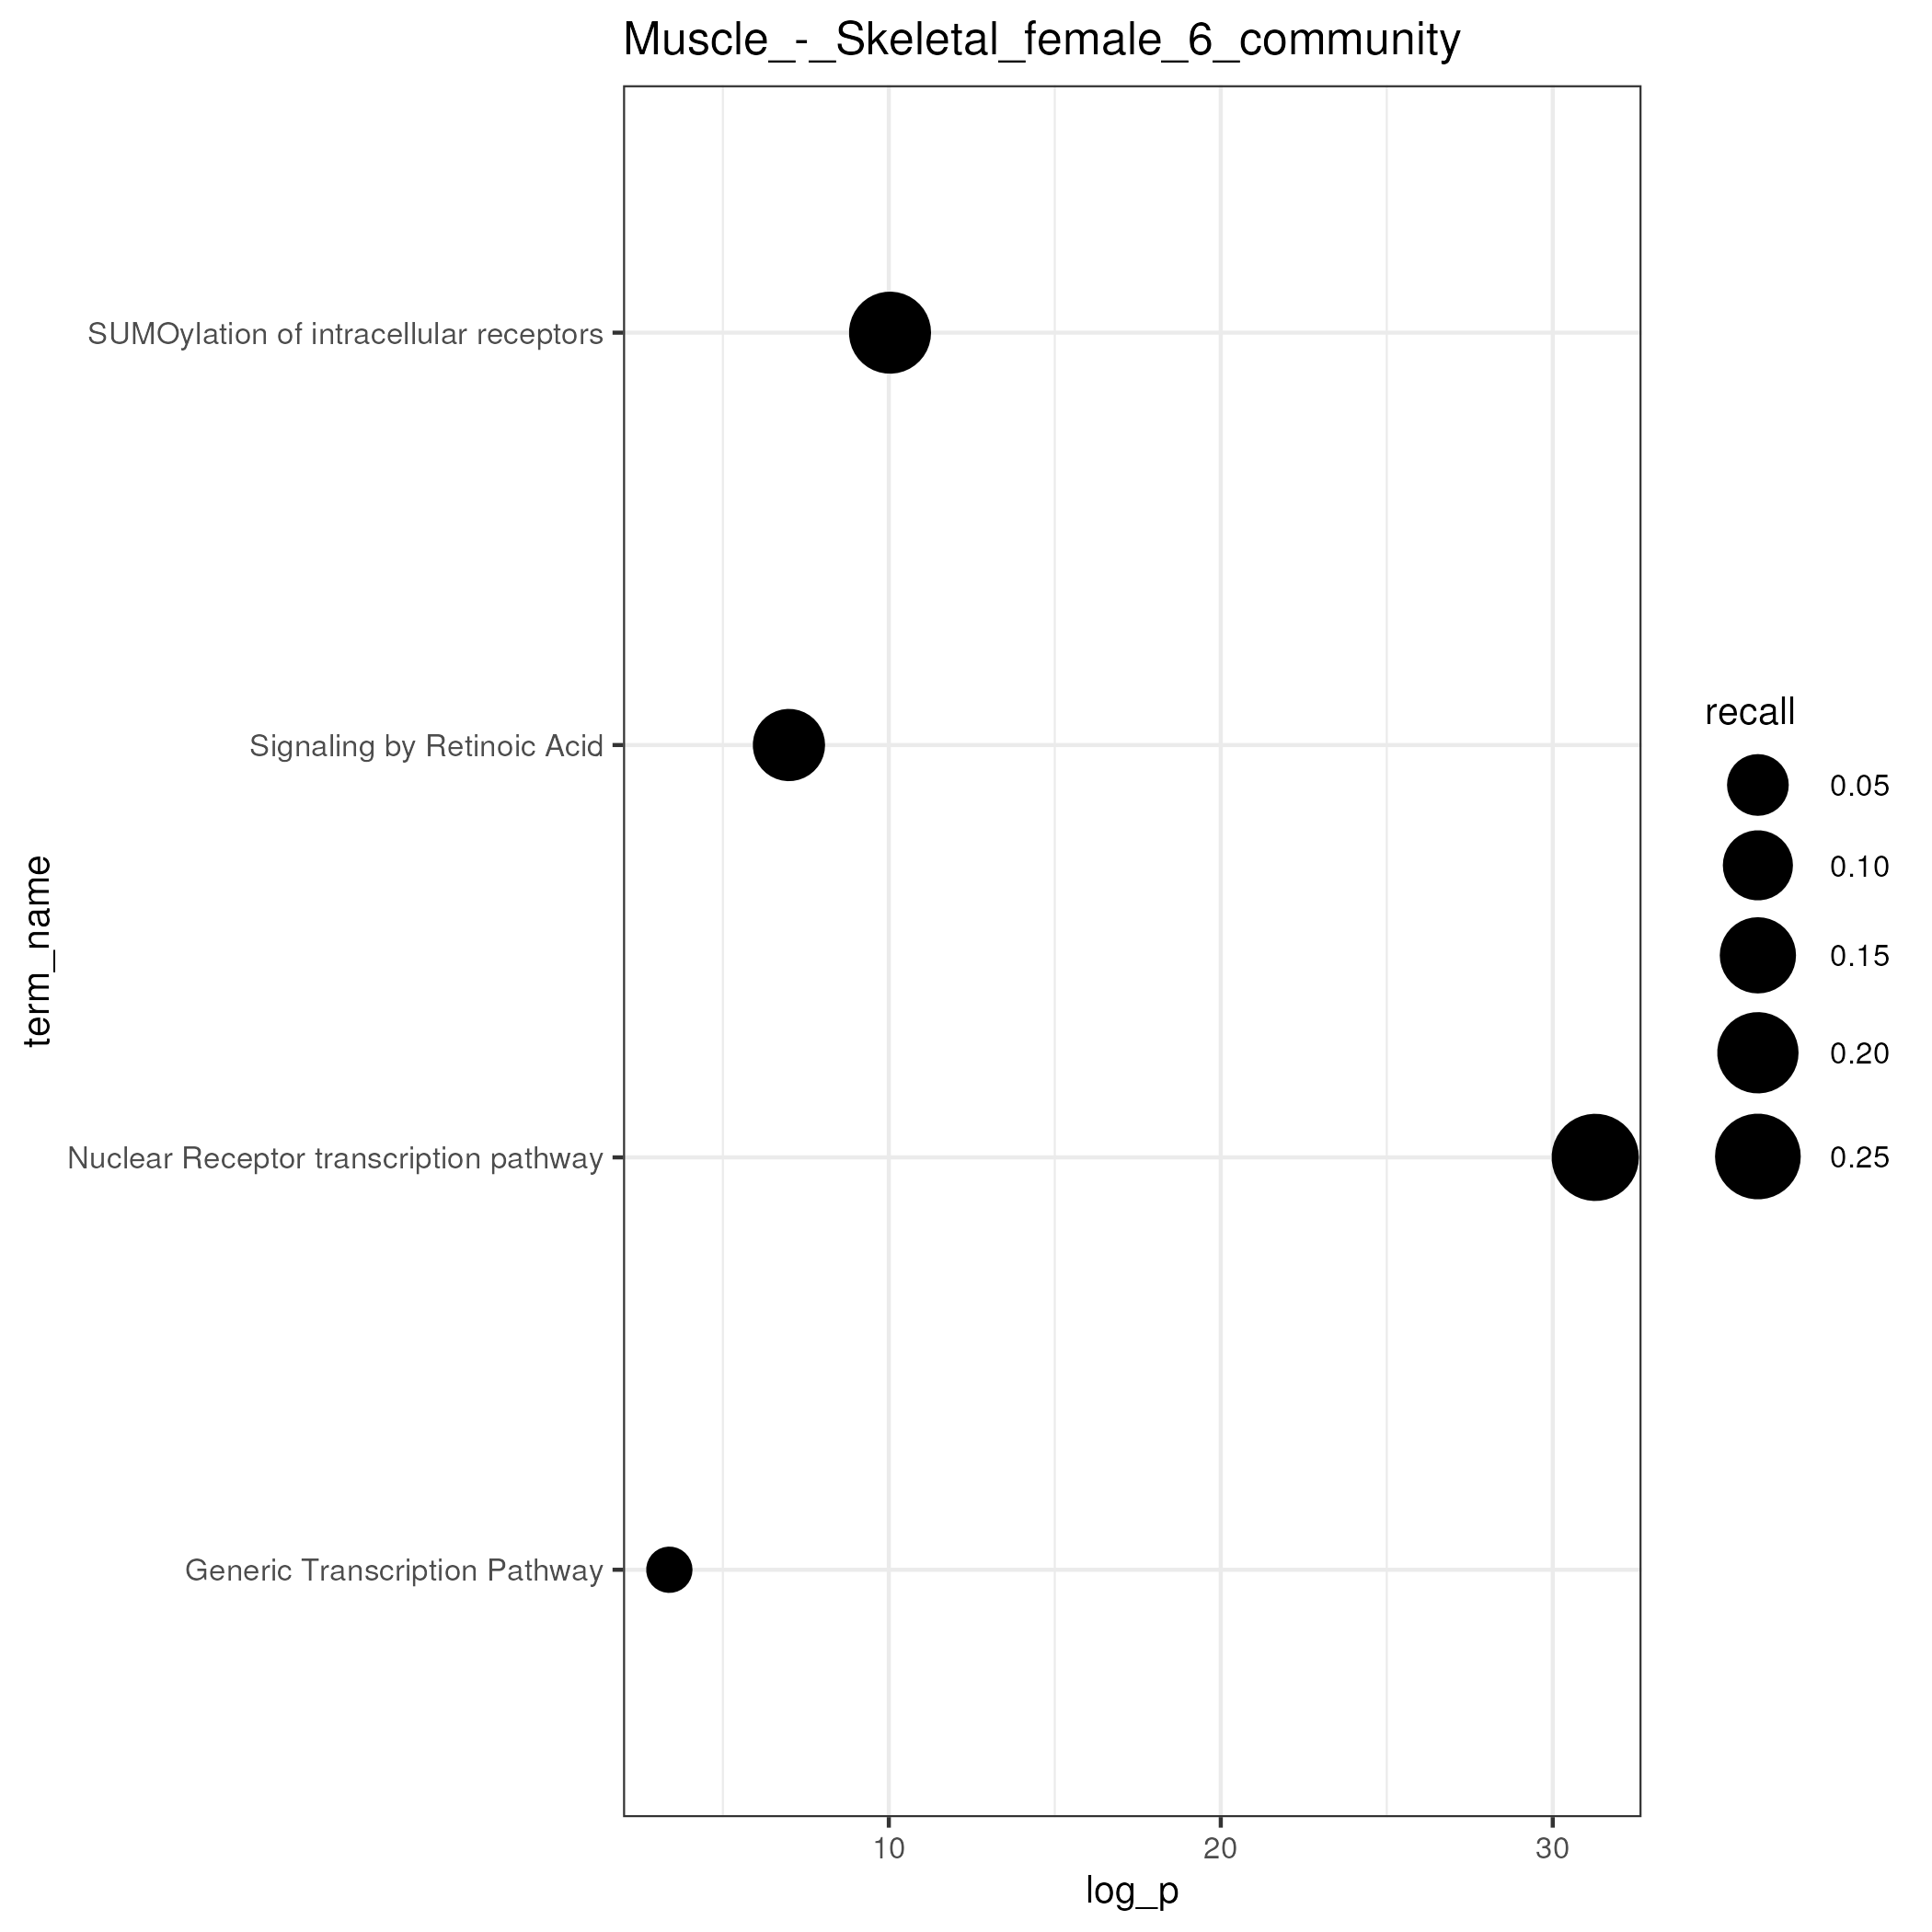 Muscle_-_Skeletal_female_6_community
term_name
SUMOylation of intracellular receptors
Signaling by Retinoic Acid
Nuclear Receptor transcription pathway
Generic Transcription Pathway
10
20
30
log_p
recall
0.05
0.10
0.15
0.20
0.25